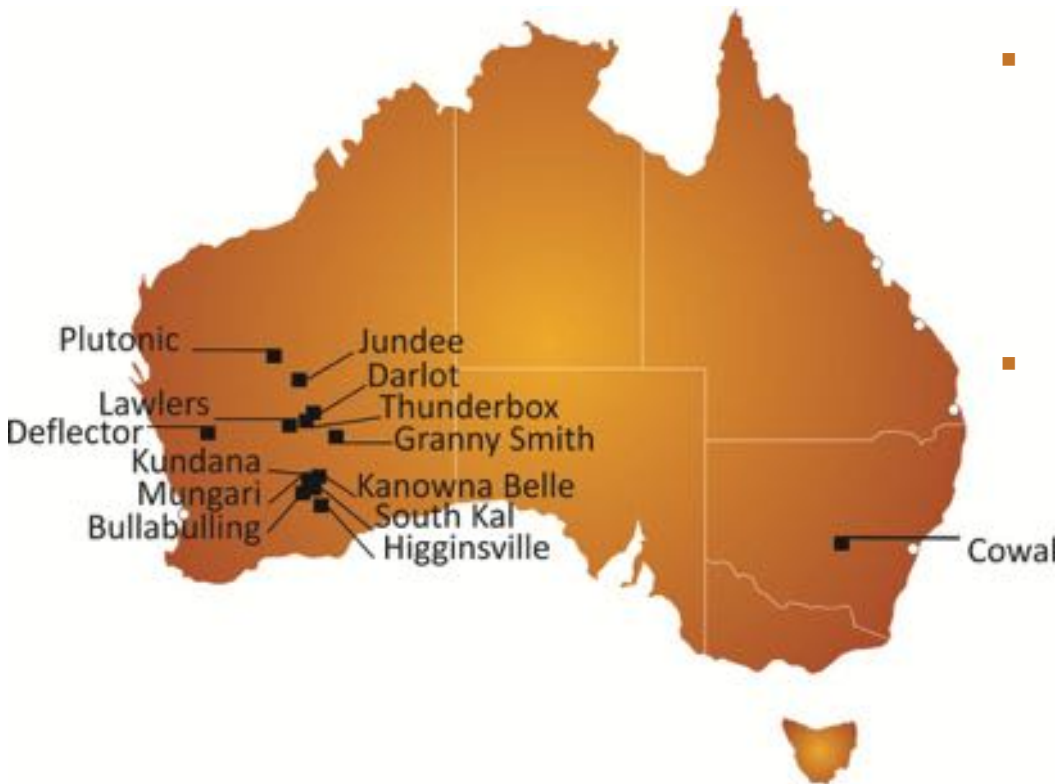 Plutonic
Jundee
Darlot
Lawlers
Thunderbox
Deflector
Granny Smith
Kundana
Kanowna Belle
Mungari
South Kal
Bullabulling
Higginsville
Cowal